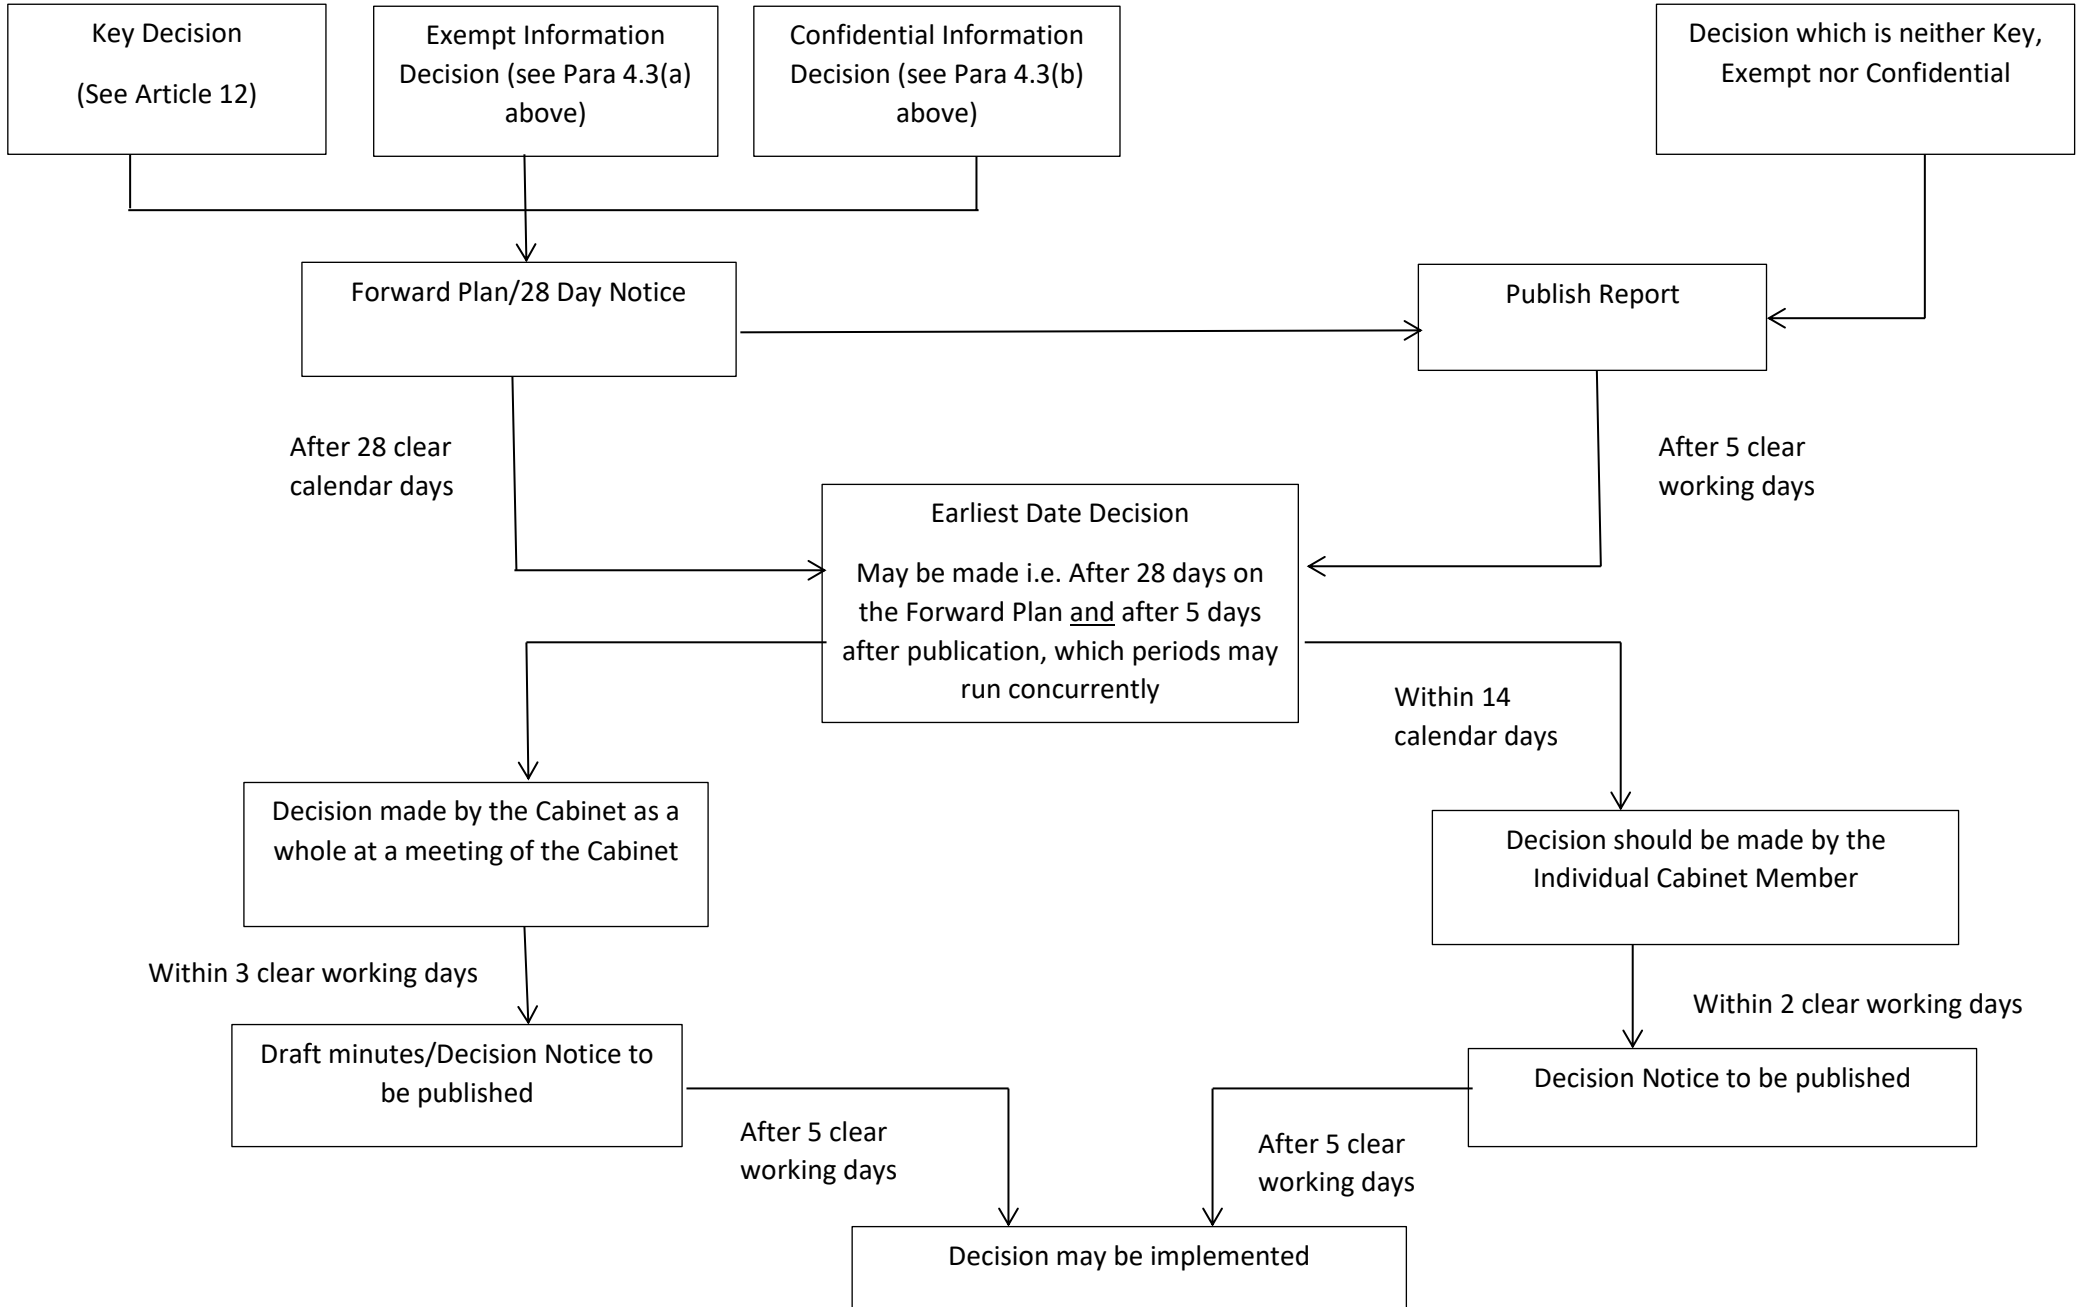 Key Decision
(See Article 12)
Exempt Information
Decision (see Para 4.3(a)
above)
Confidential Information
Decision (see Para 4.3(b)
above)
Decision which is neither Key,
Exempt nor Confidential
Forward Plan/28 Day Notice
Publish Report
After 28 clear
calendar days
After 5 clear
working days
Earliest Date Decision
May be made i.e. After 28 days on
the Forward Plan and after 5 days
after publication, which periods may
run concurrently
Within 14
calendar days
Decision made by the Cabinet as a
whole at a meeting of the Cabinet
Decision should be made by the
Individual Cabinet Member
Within 3 clear working days
Within 2 clear working days
Draft minutes/Decision Notice to
be published
Decision Notice to be published
After 5 clear
working days
After 5 clear
working days
Decision may be implemented